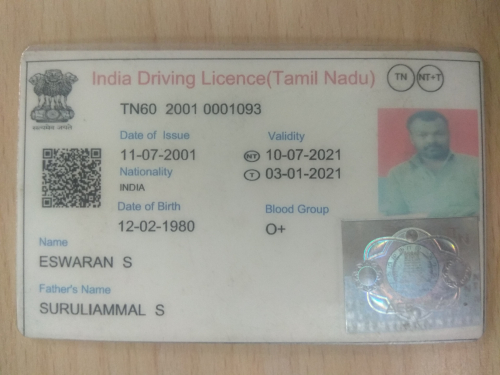 India Driving Licence(Tamil Nadu) TN NT+T
TN60 2001 0001093
Date of Issue Validity
11-07-2001 NT 10-07-2021
Nationality T 03-01-2021
INDIA
Date of Birth Blood Group
12-02-1980 O+
Name
ESWARAN S
Father's Name
SURULIAMMAL S